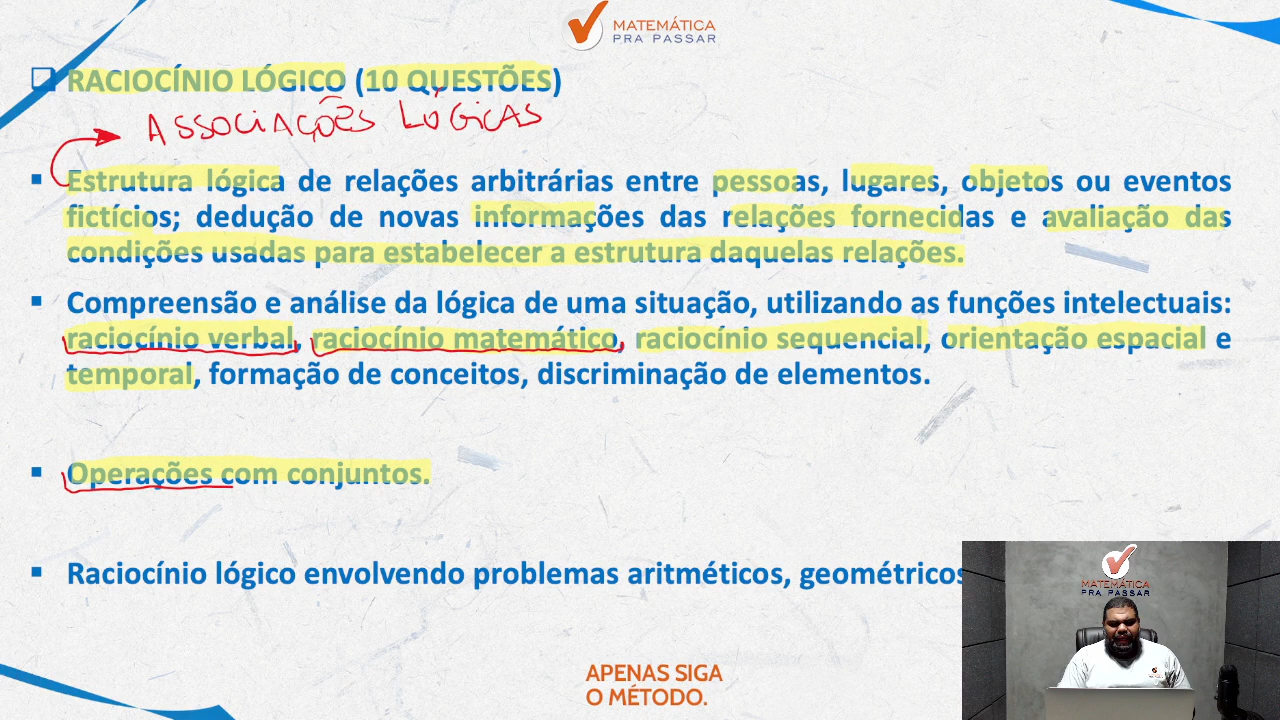 MATEMÁTICA
PRA PASSAR
RACIOCÍNIO LÓGICO (10 QUESTÕES)
ASSOCIAÇÕES LÓGICAS
Estrutura lógica de relações arbitrárias entre pessoas, lugares, objetos ou eventos
fictícios; dedução de novas informações das relações fornecidas e avaliação das
condições usadas para estabelecer a estrutura daquelas relações.
Compreensão e análise da lógica de uma situação, utilizando as funções intelectuais:
raciocínio verbal, raciocínio matemático, raciocínio sequencial, orientação espacial e
temporal, formação de conceitos, discriminação de elementos.
Operações com conjuntos.
Raciocínio lógico envolvendo problemas aritméticos, geométricos
MATEMÁTICA
PRA PASSAR
APENAS SIGA
O MÉTODO.